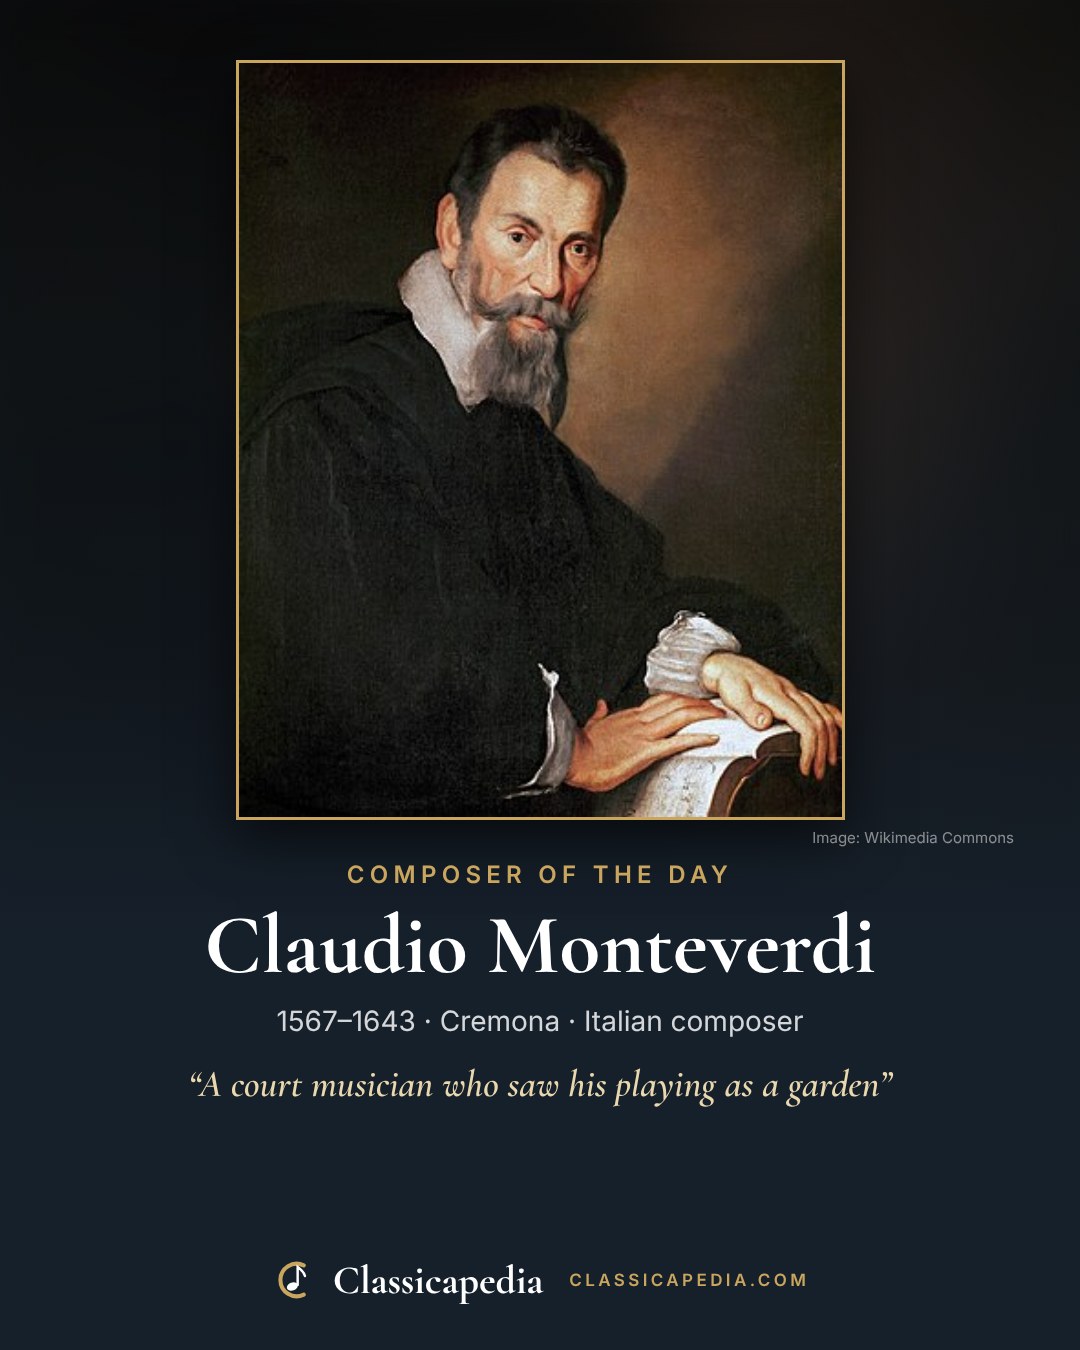 Image: Wikimedia Commons
COMPOSER OF THE DAY
Claudio Monteverdi
1567–1643 · Cremona · Italian composer
“A court musician who saw his playing as a garden”
Classicapedia CLASSICAPEDIA.COM